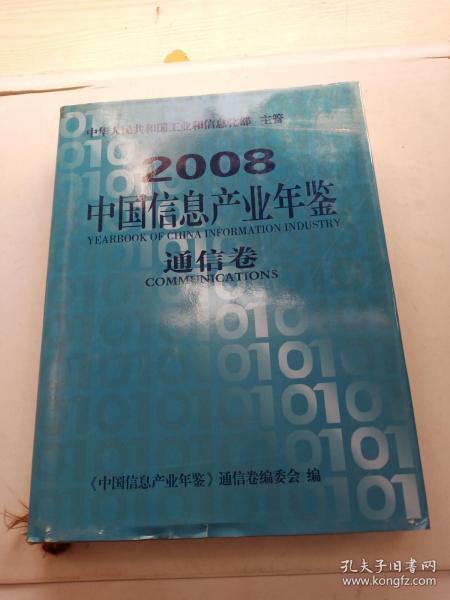 中华人民共和国工业和信息化部 主管
2008
中国信息产业年鉴
YEARBOOK OF CHINA INFORMATION INDUSTRY
通信卷
COMMUNICATIONS
《中国信息产业年鉴》通信卷编委会 编
孔夫子旧书网
www.kongfz.com